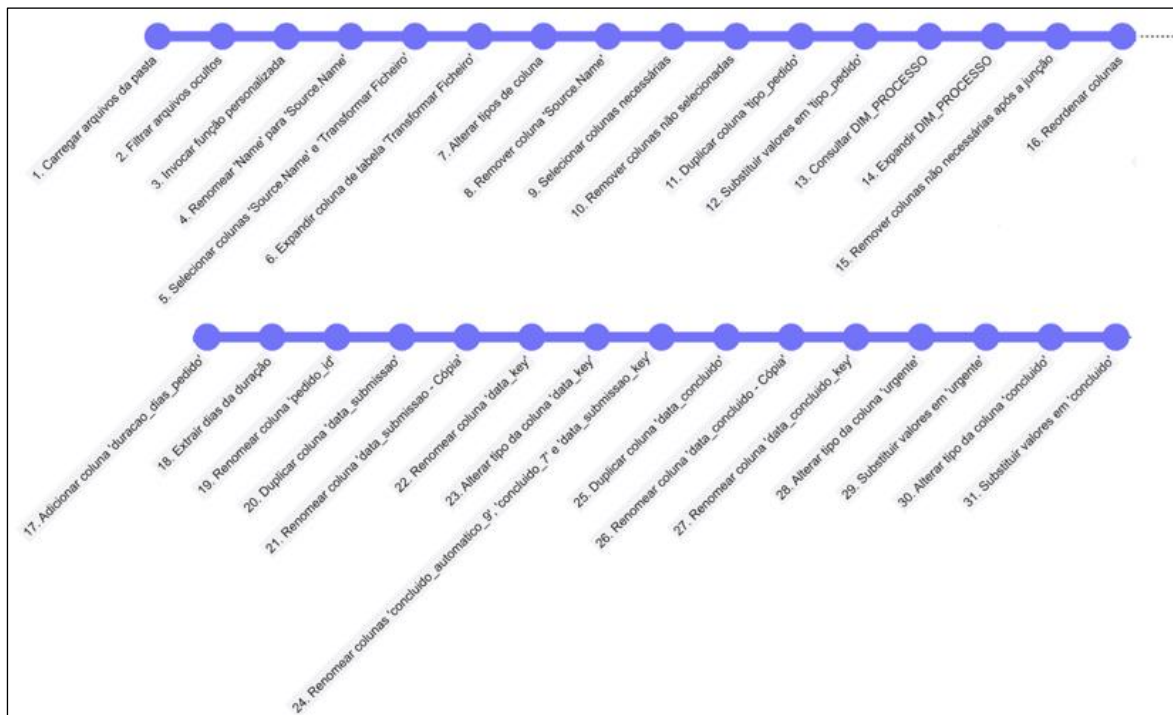 1. Carregar arquivos da pasta
2. Filtrar arquivos ocultos
3. Invocar função personalizada
4. Renomear 'Name' para 'Source.Name'
5. Selecionar colunas 'Source.Name' e 'Transformar Ficheiro'
6. Expandir coluna de tabela 'Transformar Ficheiro'
7. Alterar tipos de coluna
8. Remover coluna 'Source.Name'
9. Selecionar colunas necessárias
10. Remover colunas não selecionadas
11. Duplicar coluna 'tipo_pedido'
12. Substituir valores em 'tipo_pedido'
13. Consultar DIM_PROCESSO
14. Expandir DIM_PROCESSO
15. Remover colunas não necessárias após a junção
16. Reordenar colunas
17. Adicionar coluna 'duracao_dias_pedido'
18. Extrair dias da duração
19. Renomear coluna 'pedido_id'
20. Duplicar coluna 'data_submissao'
21. Renomear coluna 'data_submissao - Cópia'
22. Renomear coluna 'data_key'
23. Alterar tipo da coluna 'data_key'
24. Renomear colunas 'concluido_automatico_9', 'concluido_7' e 'data_submissao_key'
25. Duplicar coluna 'data_concluido'
26. Renomear coluna 'data_concluido - Cópia'
27. Renomear coluna 'data_concluido_key'
28. Alterar tipo da coluna 'urgente'
29. Substituir valores em 'urgente'
30. Alterar tipo da coluna 'concluido'
31. Substituir valores em 'concluido'